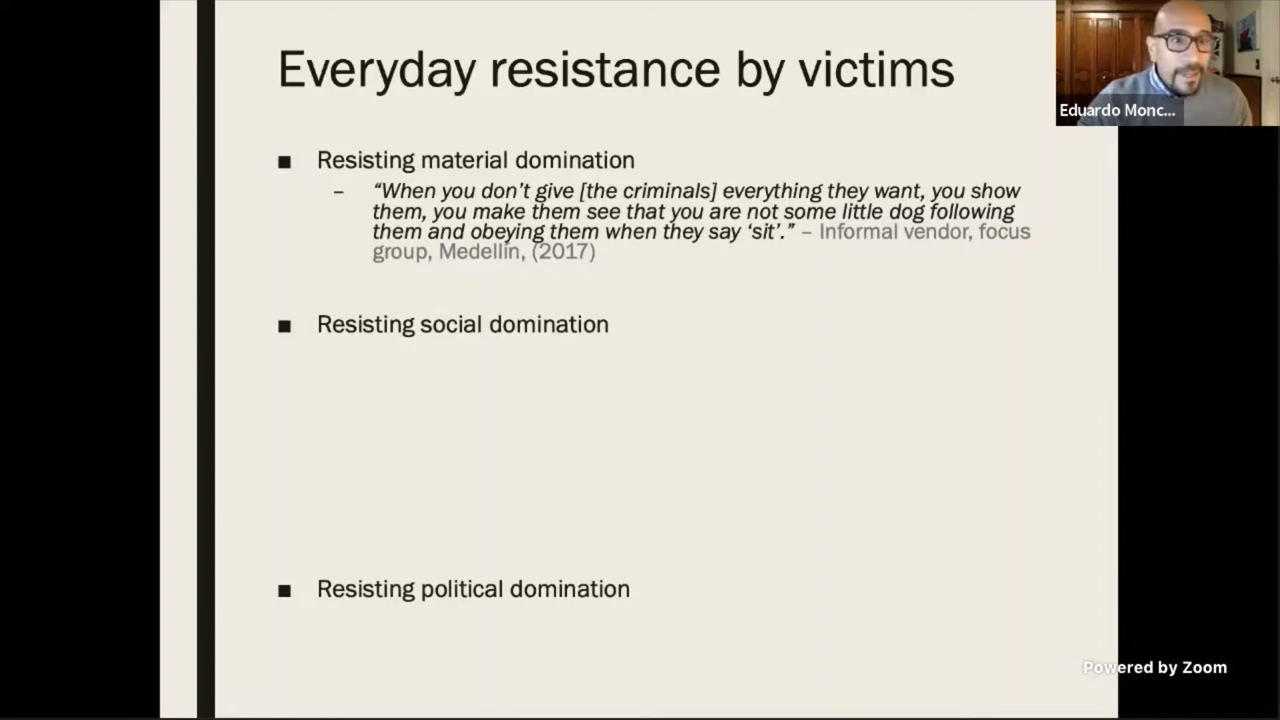 Everyday resistance by victims
Eduardo Monc...
■ Resisting material domination
– “When you don’t give [the criminals] everything they want, you show
them, you make them see that you are not some little dog following
them and obeying them when they say ‘sit’.” – Informal vendor, focus
group, Medellin, (2017)
■ Resisting social domination
■ Resisting political domination
Powered by Zoom